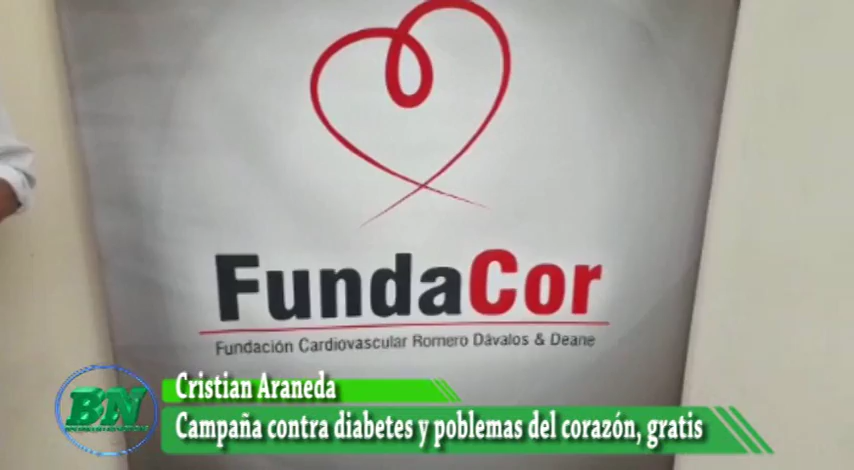 FundaCor
Fundación Cardiovascular Romero Dávalos & Deane
BN
Cristian Araneda
Campaña contra diabetes y poblemas del corazón, gratis